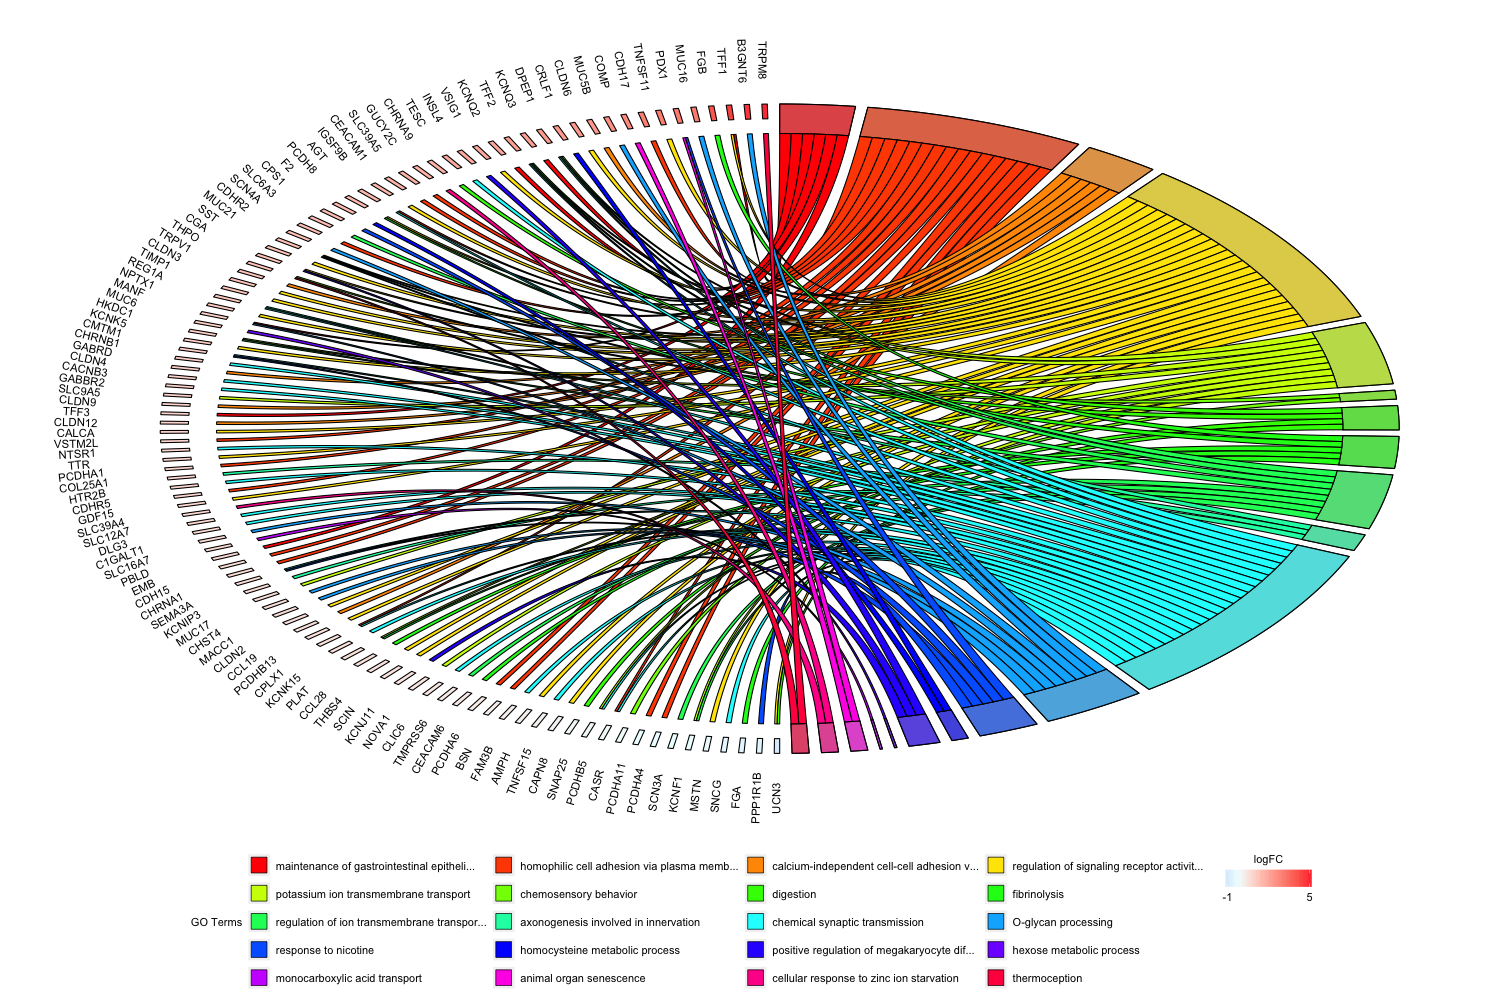 TRPM8
B3GNT6
TFF1
FGB
MUC16
PDX1
TNFSF11
CDH17
COMP
MUC5B
CLDN6
CRLF1
DPEP1
KCNQ3
TFF2
KCNQ2
VSIG1
INSL4
TESC
CHRNA9
GUCY2C
SLC39A5
CEACAM1
IGSF9B
AGT
PCDH8
F2
CPS1
SLC6A3
SCN4A
CDHR2
MUC21
SST
CGA
THPO
TRPV1
CLDN3
TIMP1
REG1A
NPTX1
MANF
MUC6
HKDC1
KCNK5
CMTM1
CHRNB1
GABRD
CLDN4
CACNB3
GABBR2
SLC9A5
CLDN9
TFF3
CLDN12
CALCA
VSTM2L
NTSR1
TTR
PCDHA1
COL25A1
HTR2B
CDHR5
GDF15
SLC39A4
SLC12A7
DLG3
C1GALT1
SLC16A7
PBLD
EMB
CDH15
CHRNA1
SEMA3A
KCNIP3
MUC17
CHST4
MACC1
CLDN2
CCL19
PCDHB13
CPLX1
KCNK15
PLAT
CCL28
THBS4
SCIN
KCNJ11
NOVA1
CLIC6
TMPRSS6
CEACAM6
PCDHA6
BSN
FAM3B
AMPH
TNFSF15
CAPN8
SNAP25
PCDHB5
CASR
PCDHA11
PCDHA4
SCN3A
KCNF1
MSTN
SNCG
FGA
PPP1R1B
UCN3
GO Terms
maintenance of gastrointestinal epitheli...
homophilic cell adhesion via plasma memb...
calcium-independent cell-cell adhesion v...
regulation of signaling receptor activit...
potassium ion transmembrane transport
chemosensory behavior
digestion
fibrinolysis
regulation of ion transmembrane transpor...
axonogenesis involved in innervation
chemical synaptic transmission
O-glycan processing
response to nicotine
homocysteine metabolic process
positive regulation of megakaryocyte dif...
hexose metabolic process
monocarboxylic acid transport
animal organ senescence
cellular response to zinc ion starvation
thermoception
logFC
-1 5